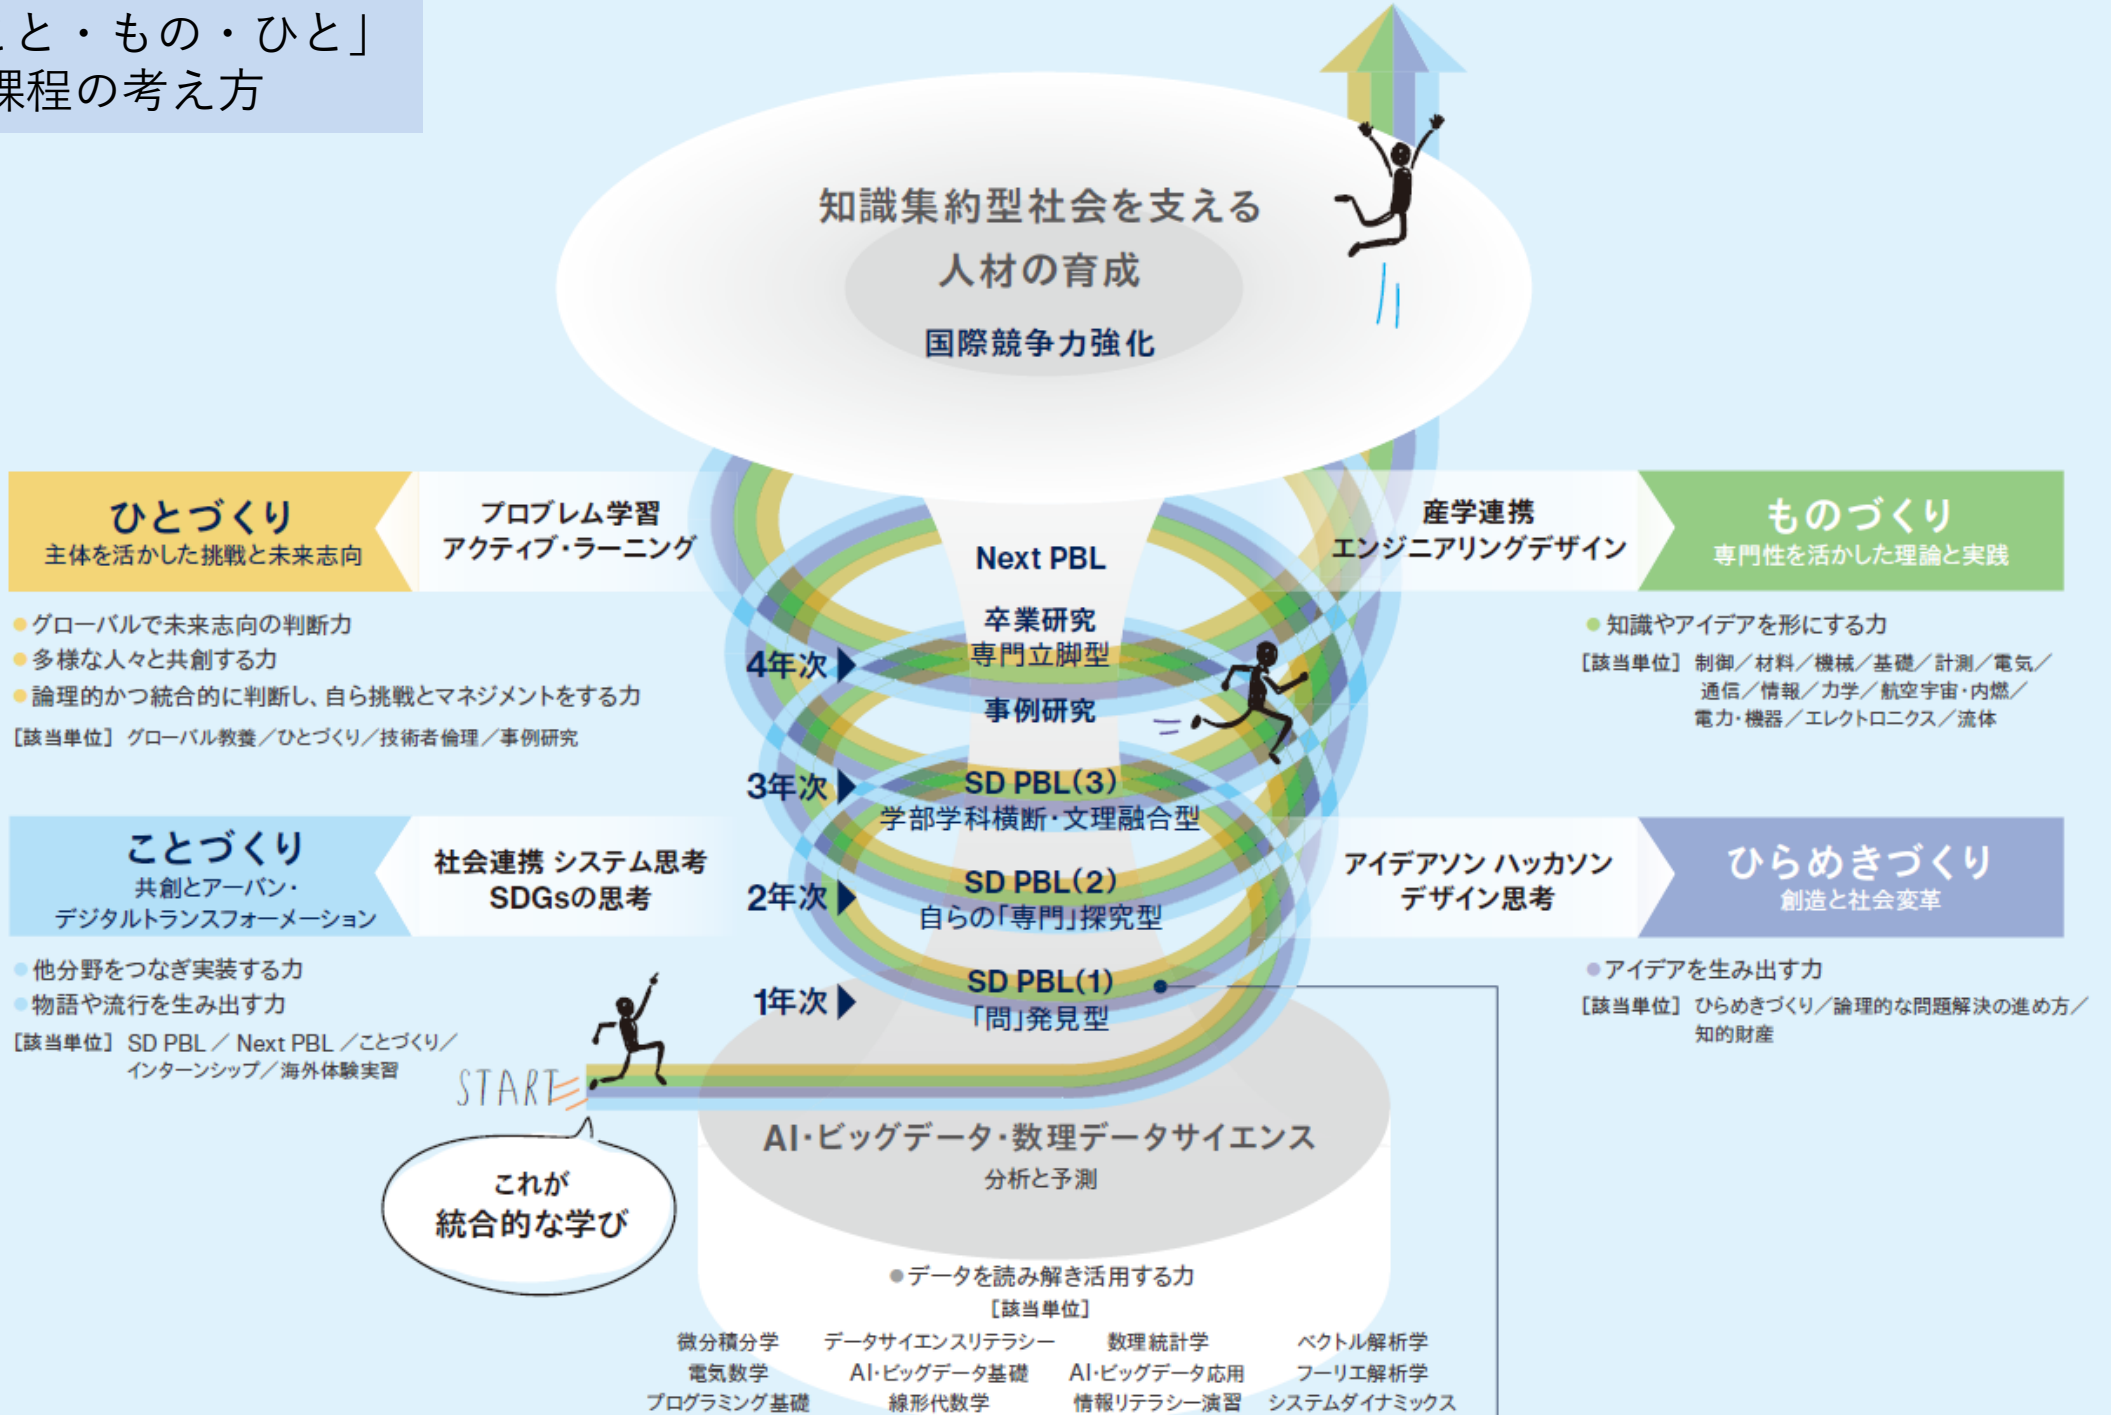 と・もの・ひと」
課程の考え方
知識集約型社会を支える
人材の育成
国際競争力強化
ひとづくり
主体を活かした挑戦と未来志向
プロブレム学習
アクティブ・ラーニング
●グローバルで未来志向の判断力
●多様な人々と共創する力
●論理的かつ統合的に判断し、自ら挑戦とマネジメントをする力
[該当単位] グローバル教養／ひとづくり／技術者倫理／事例研究
産学連携
エンジニアリングデザイン
ものづくり
専門性を活かした理論と実践
●知識やアイデアを形にする力
[該当単位] 制御／材料／機械／基礎／計測／電気／
通信／情報／力学／航空宇宙・内燃／
電力・機器／エレクトロニクス／流体
Next PBL
卒業研究
専門立脚型
4年次
事例研究
3年次
SD PBL(3)
学部学科横断・文理融合型
2年次
SD PBL(2)
自らの「専門」探究型
1年次
SD PBL(1)
「問」発見型
ことづくり
共創とアーバン・
デジタルトランスフォーメーション
社会連携 システム思考
SDGsの思考
●他分野をつなぎ実装する力
●物語や流行を生み出す力
[該当単位] SD PBL／Next PBL／ことづくり／
インターンシップ／海外体験実習
アイデアソン ハッカソン
デザイン思考
ひらめきづくり
創造と社会変革
●アイデアを生み出す力
[該当単位] ひらめきづくり／論理的な問題解決の進め方／
知的財産
START
これが
統合的な学び
AI・ビッグデータ・数理データサイエンス
分析と予測
●データを読み解き活用する力
[該当単位]
微分積分学 データサイエンスリテラシー 数理統計学 ベクトル解析学
電気数学 AI・ビッグデータ基礎 AI・ビッグデータ応用 フーリエ解析学
プログラミング基礎 線形代数学 情報リテラシー演習 システムダイナミックス